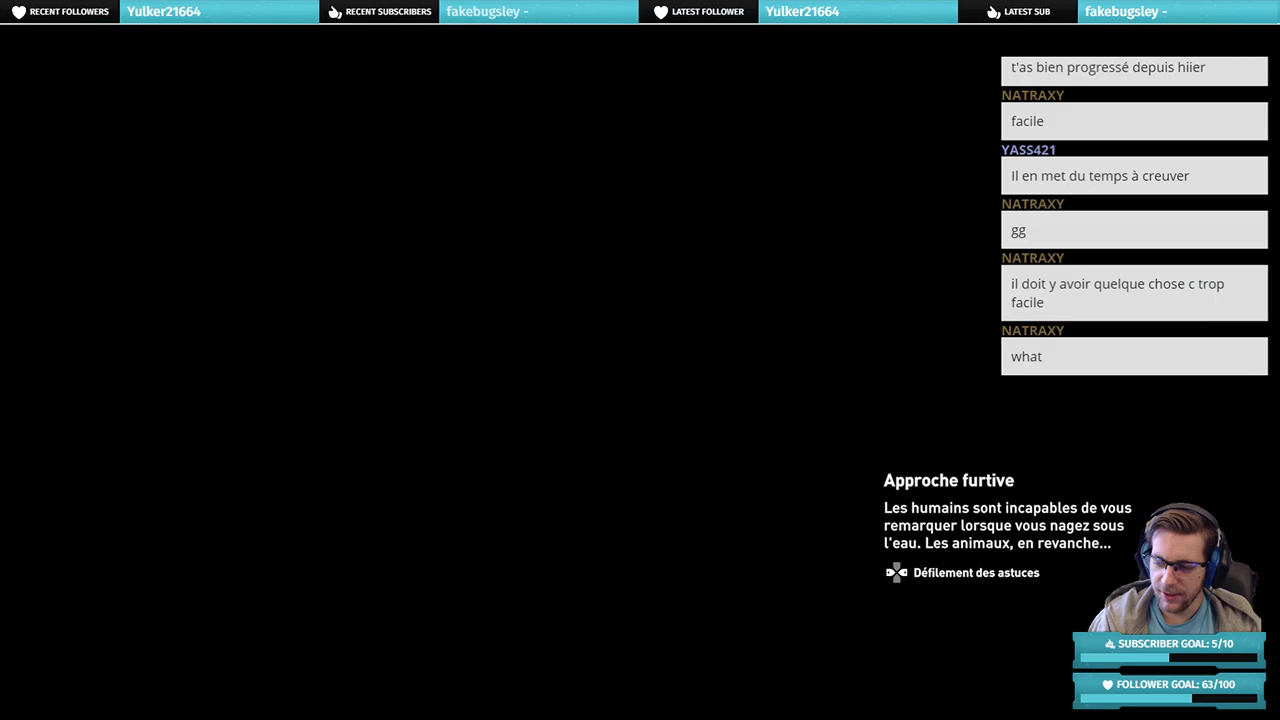 RECENT FOLLOWERS Yulker21664 RECENT SUBSCRIBERS fakebugsley - LATEST FOLLOWER Yulker21664 LATEST SUB fakebugsley -
t'as bien progressé depuis hiier
NATRAXY
facile
YASS421
Il en met du temps à creuver
NATRAXY
gg
NATRAXY
il doit y avoir quelque chose c trop
facile
NATRAXY
what
Approche furtive
Les humains sont incapables de vous
remarquer lorsque vous nagez sous
l'eau. Les animaux, en revanche...
Défilement des astuces
SUBSCRIBER GOAL: 5/10
FOLLOWER GOAL: 63/100